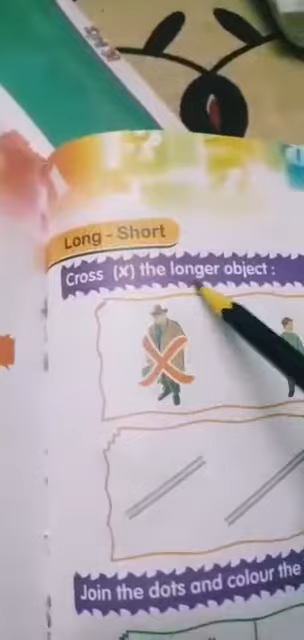 Long - Short
Cross (X) the longer object :
Join the dots and colour the